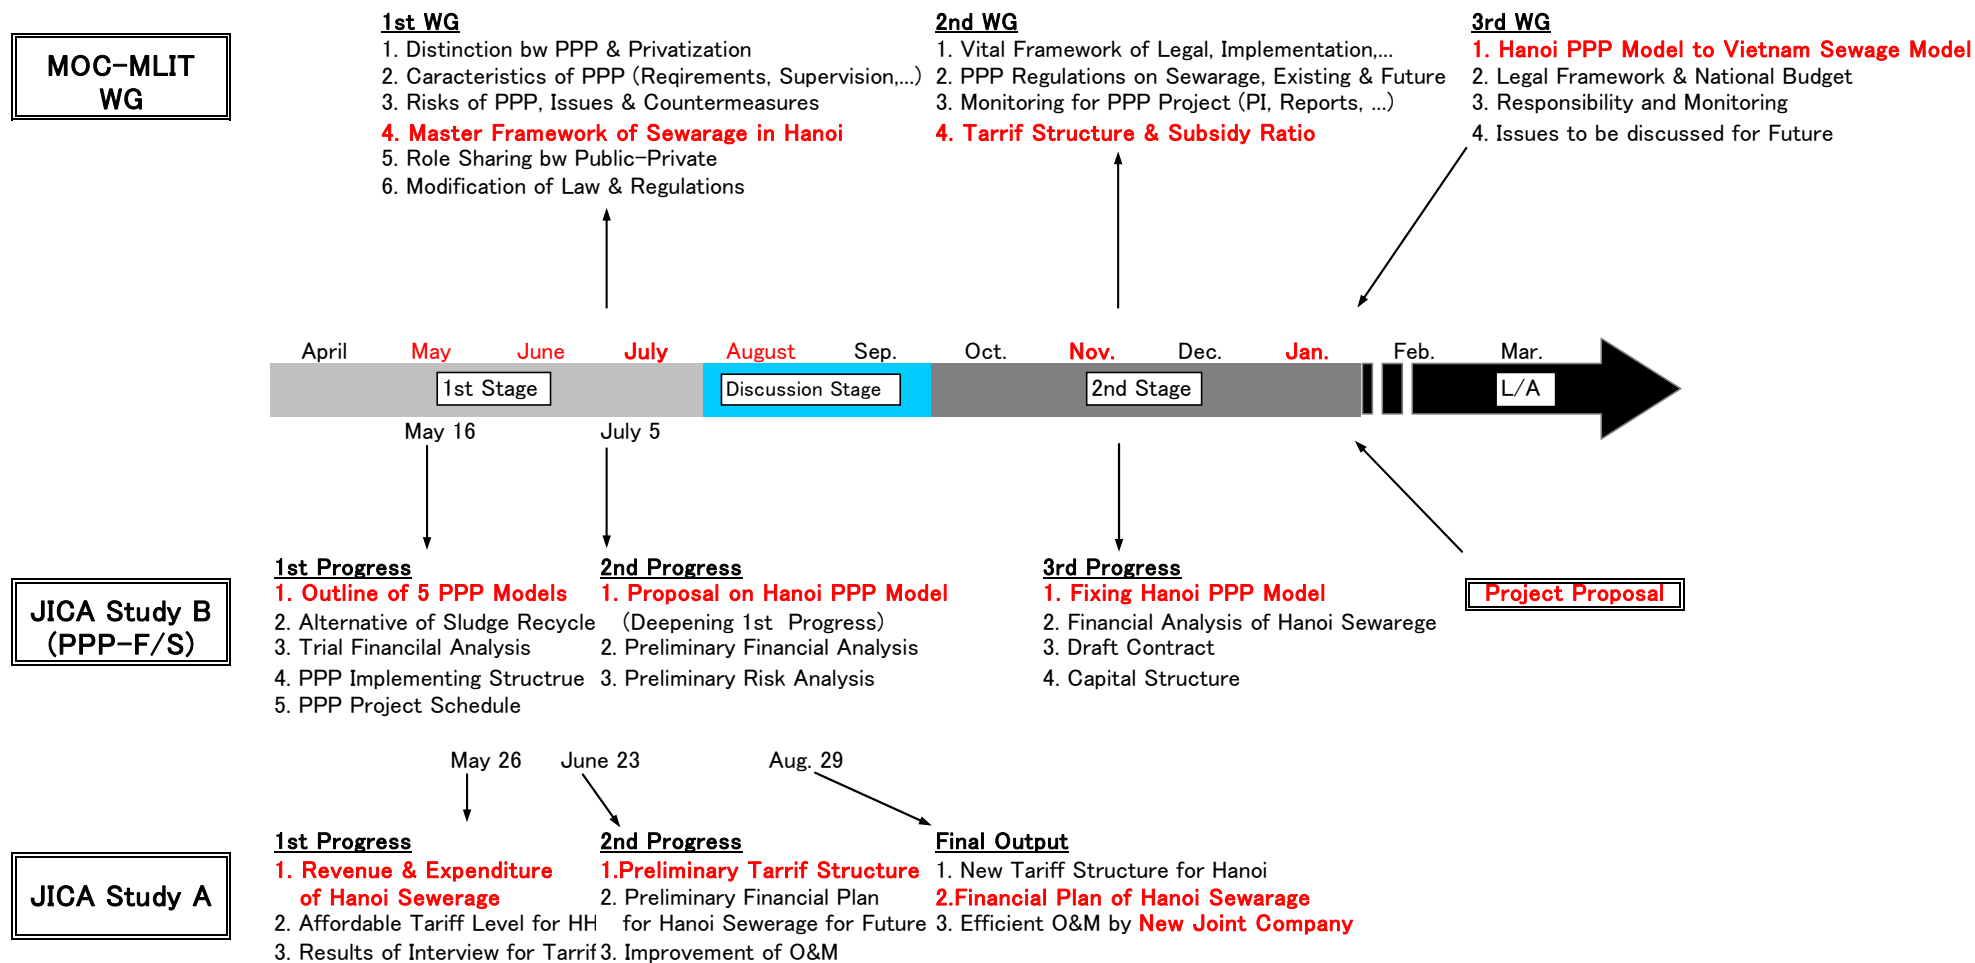 MOC-MLIT
WG
1st WG
1. Distinction bw PPP & Privatization
2. Caracteristics of PPP (Reqirements, Supervision,...)
3. Risks of PPP, Issues & Countermeasures
4. Master Framework of Sewarage in Hanoi
5. Role Sharing bw Public-Private
6. Modification of Law & Regulations
2nd WG
1. Vital Framework of Legal, Implementation,...
2. PPP Regulations on Sewarage, Existing & Future
3. Monitoring for PPP Project (PI, Reports, ...)
4. Tarrif Structure & Subsidy Ratio
3rd WG
1. Hanoi PPP Model to Vietnam Sewage Model
2. Legal Framework & National Budget
3. Responsibility and Monitoring
4. Issues to be discussed for Future
April May June July August Sep. Oct. Nov. Dec. Jan. Feb. Mar.
1st Stage Discussion Stage 2nd Stage L/A
May 16 July 5
JICA Study B
(PPP-F/S)
1st Progress
1. Outline of 5 PPP Models
2. Alternative of Sludge Recycle
3. Trial Financilal Analysis
4. PPP Implementing Structrue
5. PPP Project Schedule
2nd Progress
1. Proposal on Hanoi PPP Model
(Deepening 1st Progress)
2. Preliminary Financial Analysis
3. Preliminary Risk Analysis
3rd Progress
1. Fixing Hanoi PPP Model
2. Financial Analysis of Hanoi Sewarege
3. Draft Contract
4. Capital Structure
Project Proposal
May 26 June 23 Aug. 29
JICA Study A
1st Progress
1. Revenue & Expenditure
of Hanoi Sewerage
2. Affordable Tariff Level for HH
3. Results of Interview for Tarrif
2nd Progress
1.Preliminary Tarrif Structure
2. Preliminary Financial Plan
for Hanoi Sewerage for Future
3. Improvement of O&M
Final Output
1. New Tariff Structure for Hanoi
2.Financial Plan of Hanoi Sewarage
3. Efficient O&M by New Joint Company